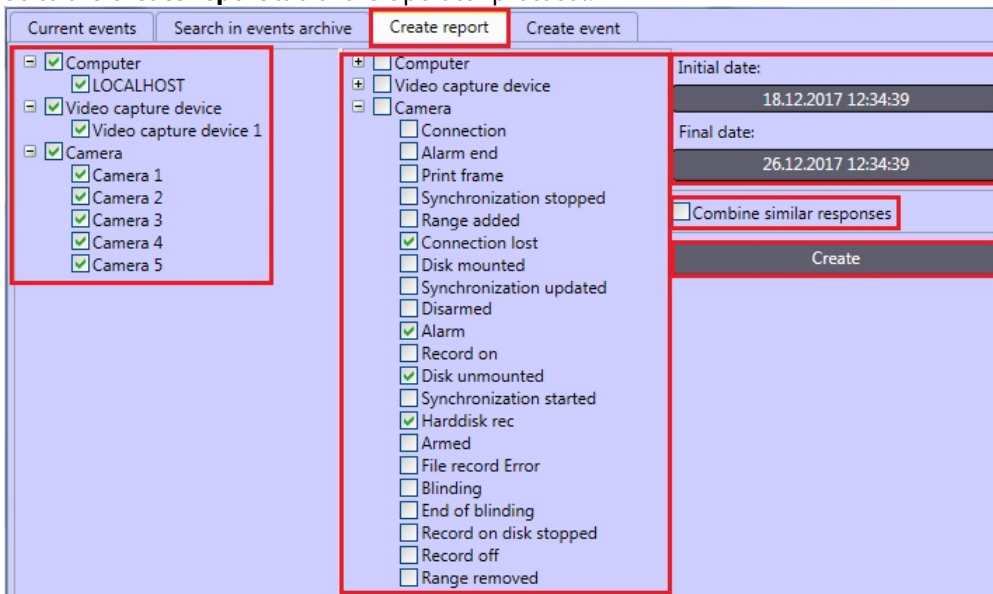 Current events
Search in events archive
Create report
Create event
Computer
LOCALHOST
Video capture device
Video capture device 1
Camera
Camera 1
Camera 2
Camera 3
Camera 4
Camera 5
Computer
Video capture device
Camera
Connection
Alarm end
Print frame
Synchronization stopped
Range added
Connection lost
Disk mounted
Synchronization updated
Disarmed
Alarm
Record on
Disk unmounted
Synchronization started
Harddisk rec
Armed
File record Error
Blinding
End of blinding
Record on disk stopped
Record off
Range removed
Initial date:
18.12.2017 12:34:39
Final date:
26.12.2017 12:34:39
Combine similar responses
Create